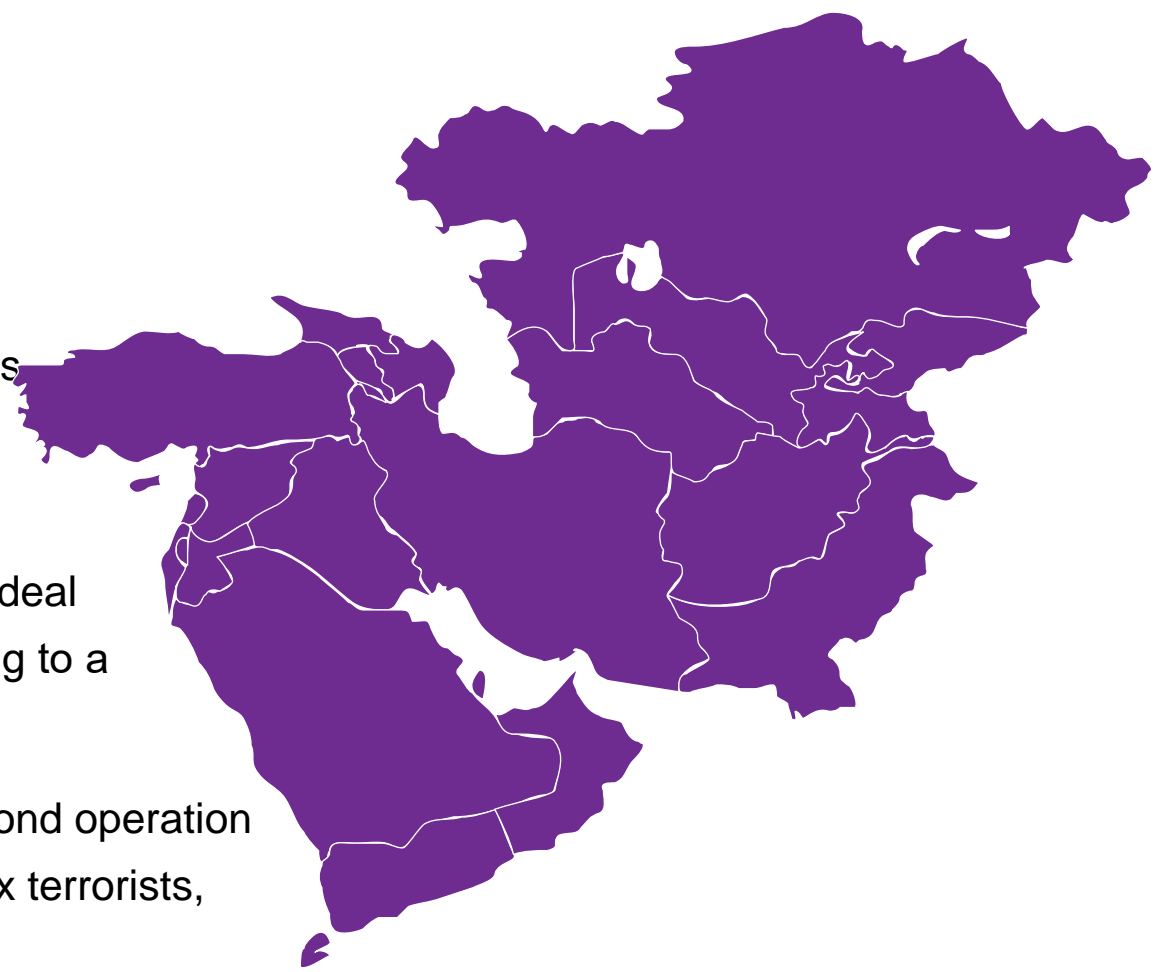 s
deal
g to a
ond operation
x terrorists,